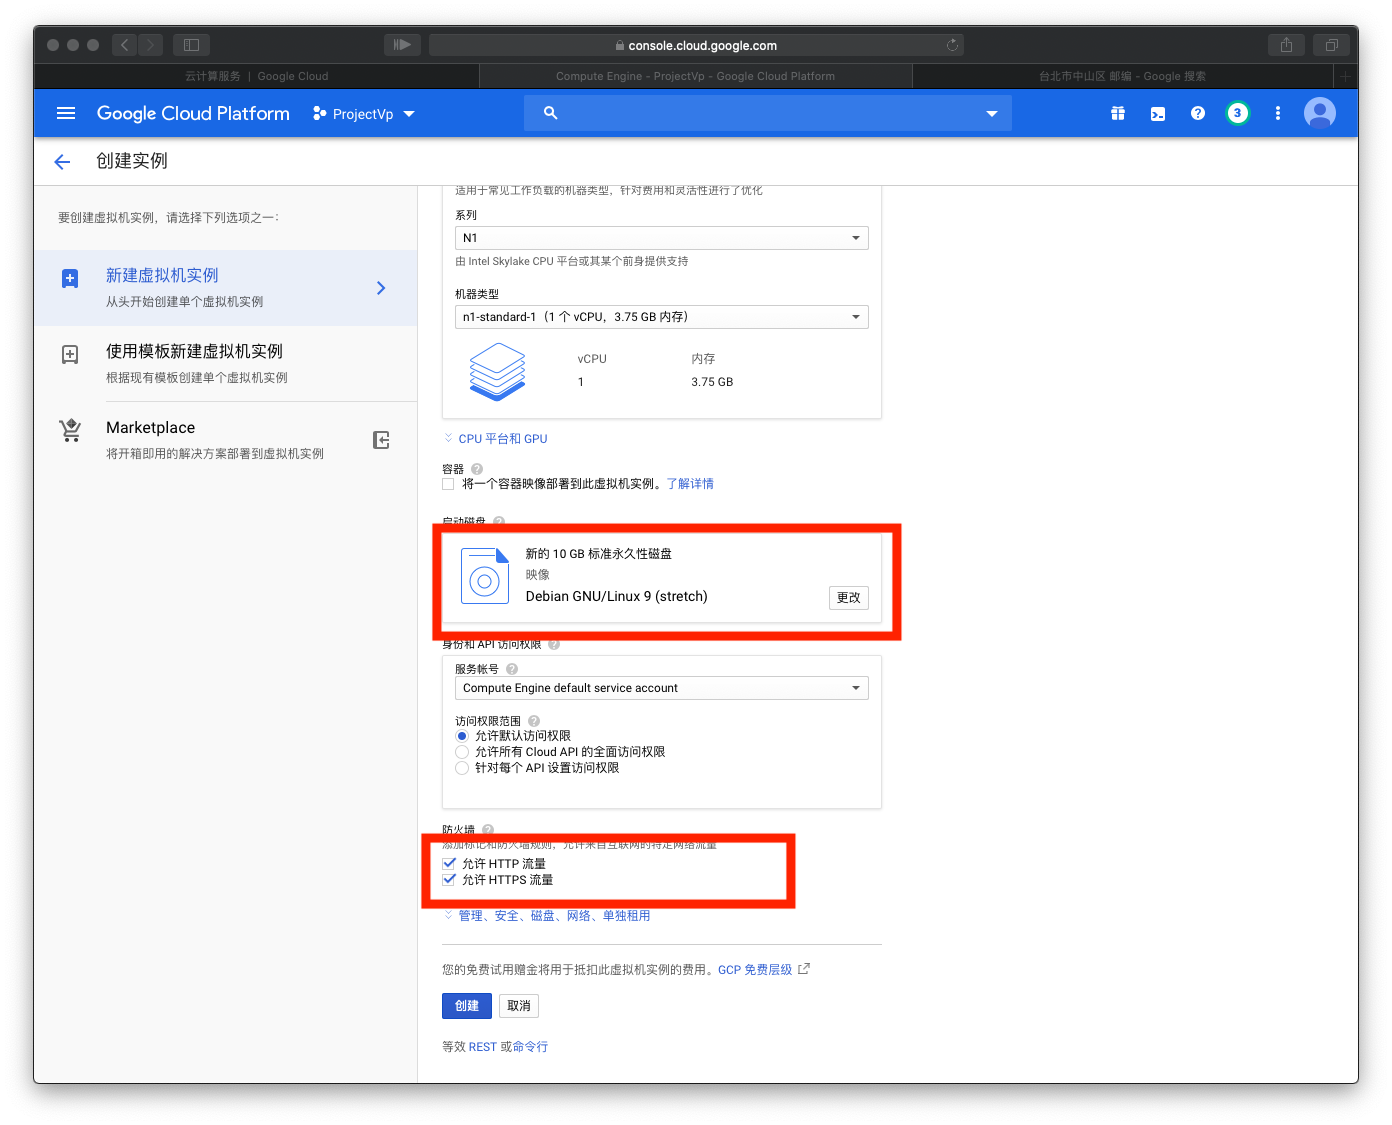 console.cloud.google.com
云计算服务 | Google Cloud
Compute Engine - ProjectVp - Google Cloud Platform
台北市中山区 邮编 - Google 搜索
Google Cloud Platform
ProjectVp
3
创建实例
要创建虚拟机实例，请选择下列选项之一：
新建虚拟机实例
从头开始创建单个虚拟机实例
使用模板新建虚拟机实例
根据现有模板创建单个虚拟机实例
Marketplace
将开箱即用的解决方案部署到虚拟机实例
适用于常见工作负载的机器类型，针对费用和灵活性进行了优化
系列
N1
由 Intel Skylake CPU 平台或其某个前身提供支持
机器类型
n1-standard-1（1 个 vCPU，3.75 GB 内存）
vCPU
内存
1
3.75 GB
CPU 平台和 GPU
容器
将一个容器映像部署到此虚拟机实例。了解详情
启动磁盘
新的 10 GB 标准永久性磁盘
映像
Debian GNU/Linux 9 (stretch)
更改
身份和 API 访问权限
服务帐号
Compute Engine default service account
访问权限范围
允许默认访问权限
允许所有 Cloud API 的全面访问权限
针对每个 API 设置访问权限
防火墙
添加标记和防火墙规则，允许来自互联网的特定网络流量
允许 HTTP 流量
允许 HTTPS 流量
管理、安全、磁盘、网络、单独租用
您的免费试用赠金将用于抵扣此虚拟机实例的费用。GCP 免费层级
创建
取消
等效 REST 或命令行